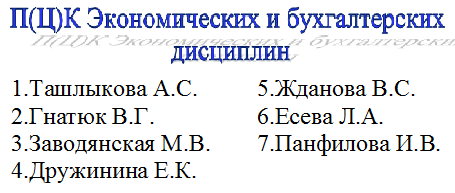 П(Ц)К Экономических и бухгалтерских
дисциплин
1.Ташлыкова А.С.
2.Гнатюк В.Г.
3.Заводянская М.В.
4.Дружинина Е.К.
5.Жданова В.С.
6.Есева Л.А.
7.Панфилова И.В.